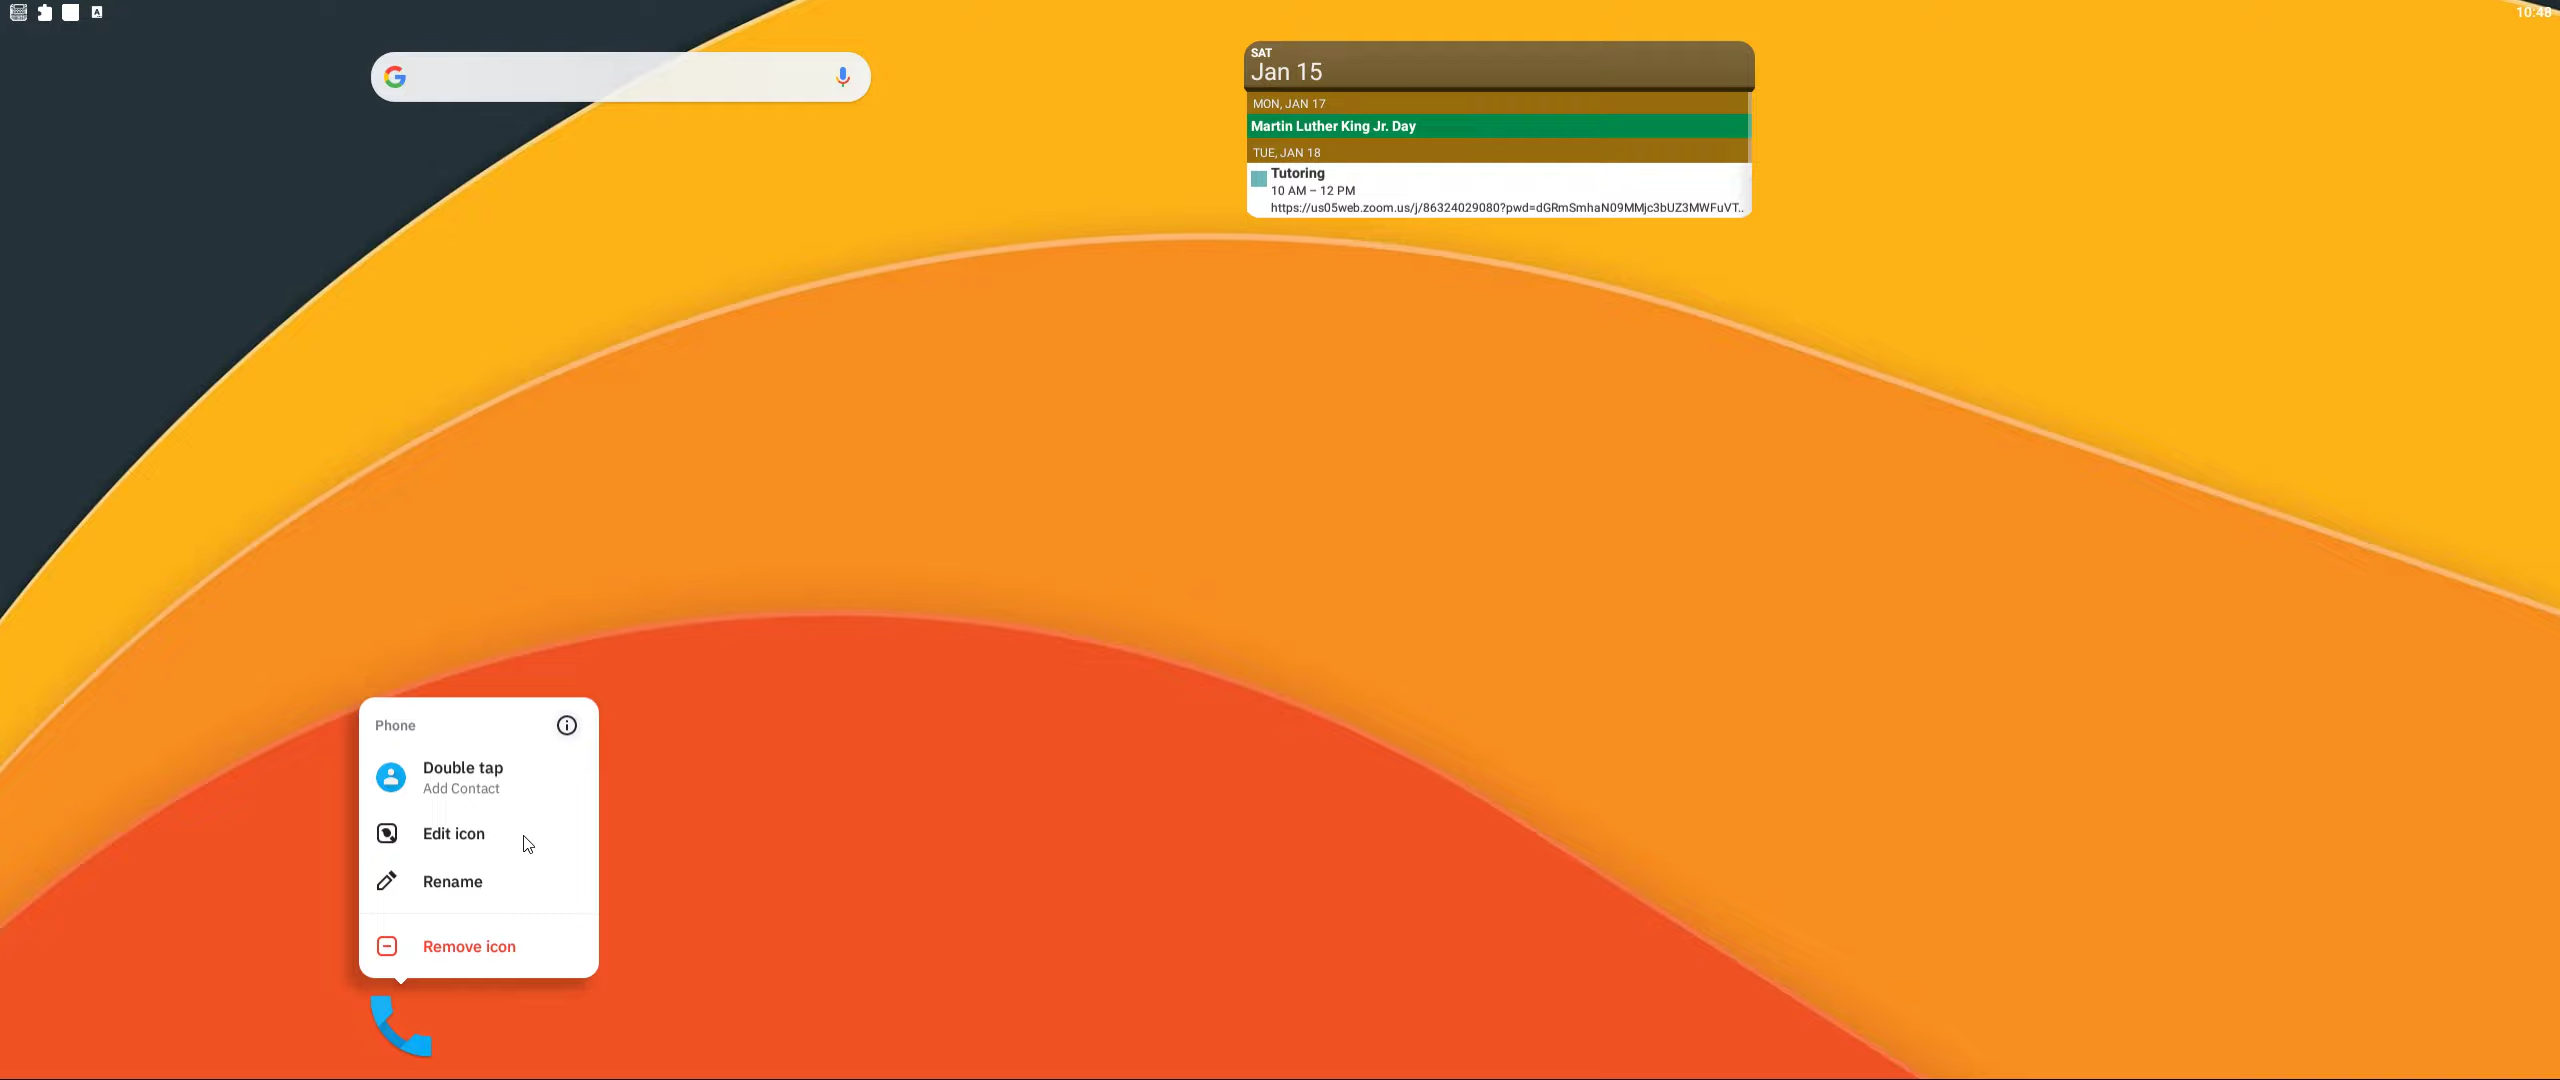 10:48
SAT
Jan 15
MON, JAN 17
Martin Luther King Jr. Day
TUE, JAN 18
Tutoring
10 AM – 12 PM
https://us05web.zoom.us/j/86324029080?pwd=dGRmSmhaN09MMjc3bUZ3MWFuVT..
Phone
Double tap
Add Contact
Edit icon
Rename
Remove icon